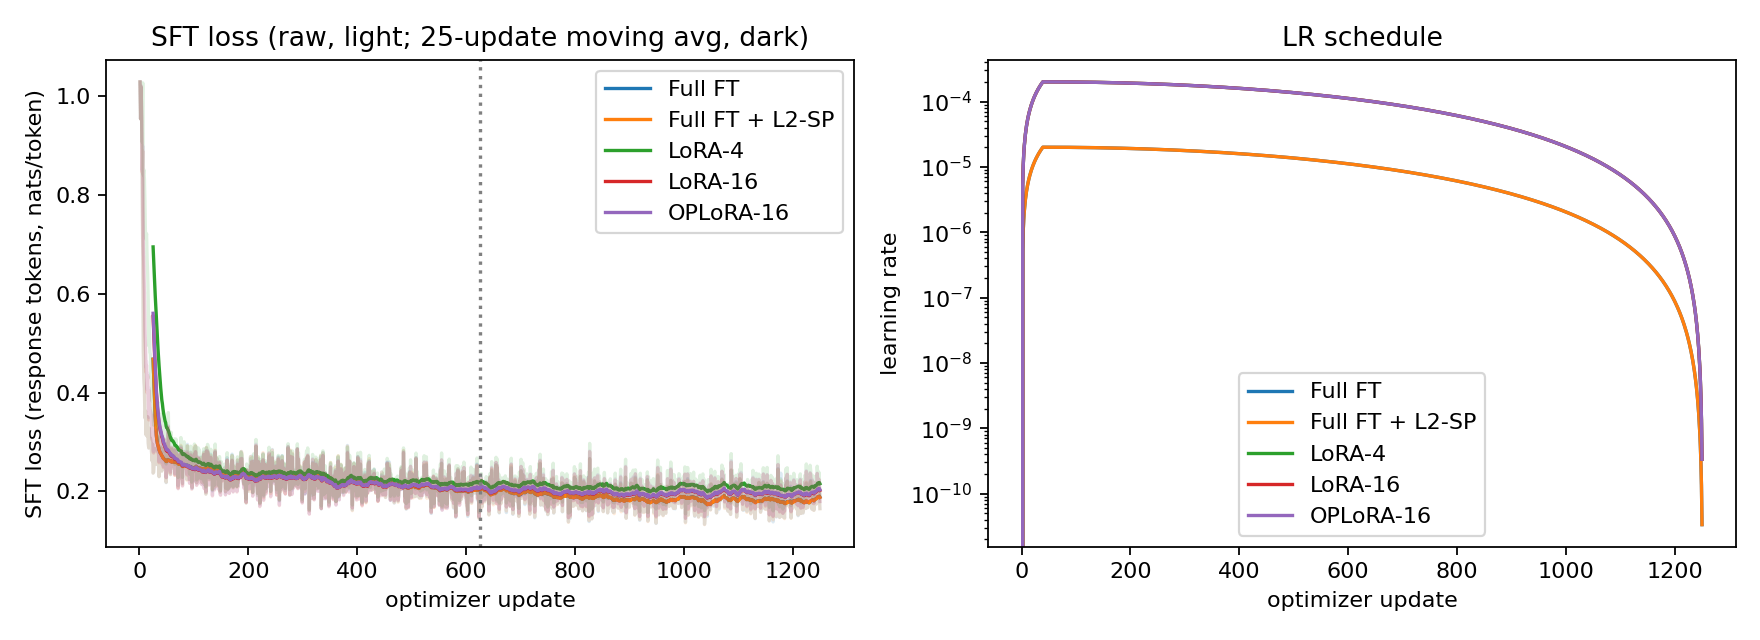 SFT loss (raw, light; 25-update moving avg, dark)
SFT loss (response tokens, nats/token)
1.0
0.8
0.6
0.4
0.2
0
200
400
600
800
1000
1200
optimizer update
Full FT
Full FT + L2-SP
LoRA-4
LoRA-16
OPLoRA-16
LR schedule
learning rate
10⁻⁴
10⁻⁵
10⁻⁶
10⁻⁷
10⁻⁸
10⁻⁹
10⁻¹⁰
0
200
400
600
800
1000
1200
optimizer update
Full FT
Full FT + L2-SP
LoRA-4
LoRA-16
OPLoRA-16